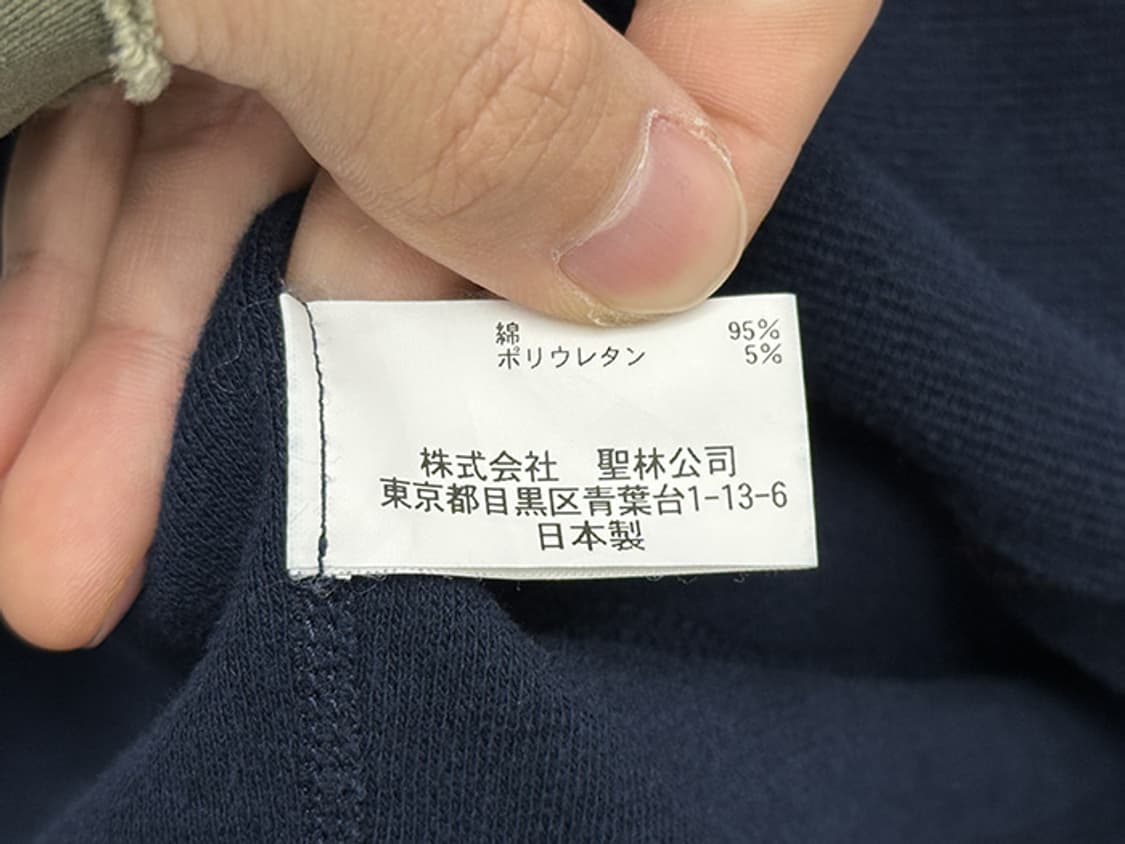 綿 95%
ポリウレタン 5%
株式会社　聖林公司
東京都目黒区青葉台1-13-6
日本製